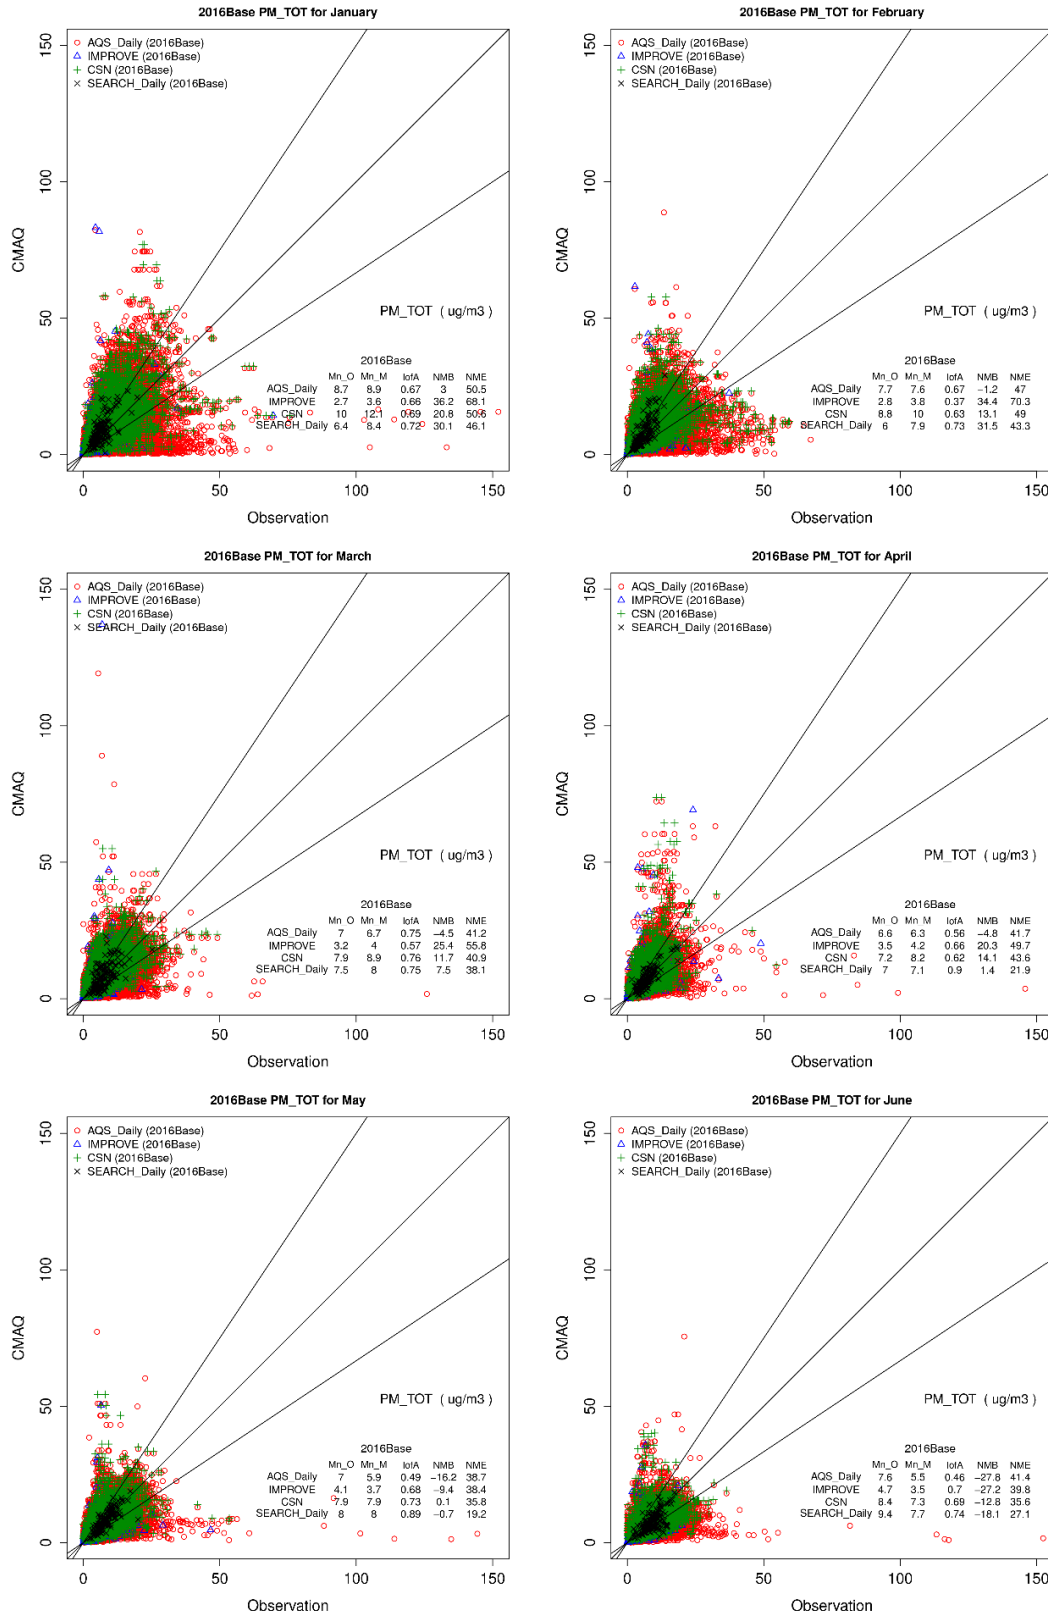 2016Base PM_TOT for January
AQS_Daily (2016Base)
IMPROVE (2016Base)
CSN (2016Base)
SEARCH_Daily (2016Base)
PM_TOT ( ug/m3 )
2016Base
Mn_O Mn_M IofA NMB NME
AQS_Daily 8.7 8.9 0.67 3 50.5
IMPROVE 2.7 3.6 0.66 36.2 68.1
CSN 10 12.1 0.69 20.8 50.6
SEARCH_Daily 6.4 8.4 0.72 30.1 46.1
CMAQ
0 50 100 150
0 50 100 150
Observation
2016Base PM_TOT for February
AQS_Daily (2016Base)
IMPROVE (2016Base)
CSN (2016Base)
SEARCH_Daily (2016Base)
PM_TOT ( ug/m3 )
2016Base
Mn_O Mn_M IofA NMB NME
AQS_Daily 7.7 7.6 0.67 −1.2 47
IMPROVE 2.8 3.8 0.37 34.4 70.3
CSN 8.8 10 0.63 13.1 49
SEARCH_Daily 6 7.9 0.73 31.5 43.3
CMAQ
0 50 100 150
0 50 100 150
Observation
2016Base PM_TOT for March
AQS_Daily (2016Base)
IMPROVE (2016Base)
CSN (2016Base)
SEARCH_Daily (2016Base)
PM_TOT ( ug/m3 )
2016Base
Mn_O Mn_M IofA NMB NME
AQS_Daily 7 6.7 0.75 −4.5 41.2
IMPROVE 3.2 4 0.57 25.4 55.8
CSN 7.9 8.9 0.76 11.7 40.9
SEARCH_Daily 7.5 8 0.75 7.5 38.1
CMAQ
0 50 100 150
0 50 100 150
Observation
2016Base PM_TOT for April
AQS_Daily (2016Base)
IMPROVE (2016Base)
CSN (2016Base)
SEARCH_Daily (2016Base)
PM_TOT ( ug/m3 )
2016Base
Mn_O Mn_M IofA NMB NME
AQS_Daily 6.6 6.3 0.56 −4.8 41.7
IMPROVE 3.5 4.2 0.66 20.3 49.7
CSN 7.2 8.2 0.62 14.1 43.6
SEARCH_Daily 7 7.1 0.9 1.4 21.9
CMAQ
0 50 100 150
0 50 100 150
Observation
2016Base PM_TOT for May
AQS_Daily (2016Base)
IMPROVE (2016Base)
CSN (2016Base)
SEARCH_Daily (2016Base)
PM_TOT ( ug/m3 )
2016Base
Mn_O Mn_M IofA NMB NME
AQS_Daily 7 5.9 0.49 −16.2 38.7
IMPROVE 4.1 3.7 0.68 −9.4 38.4
CSN 7.9 7.9 0.73 0.1 35.8
SEARCH_Daily 8 8 0.89 −0.7 19.2
CMAQ
0 50 100 150
0 50 100 150
Observation
2016Base PM_TOT for June
AQS_Daily (2016Base)
IMPROVE (2016Base)
CSN (2016Base)
SEARCH_Daily (2016Base)
PM_TOT ( ug/m3 )
2016Base
Mn_O Mn_M IofA NMB NME
AQS_Daily 7.6 5.5 0.46 −27.8 41.4
IMPROVE 4.7 3.5 0.7 −27.2 39.8
CSN 8.4 7.3 0.69 −12.8 35.6
SEARCH_Daily 9.4 7.7 0.74 −18.1 27.1
CMAQ
0 50 100 150
0 50 100 150
Observation